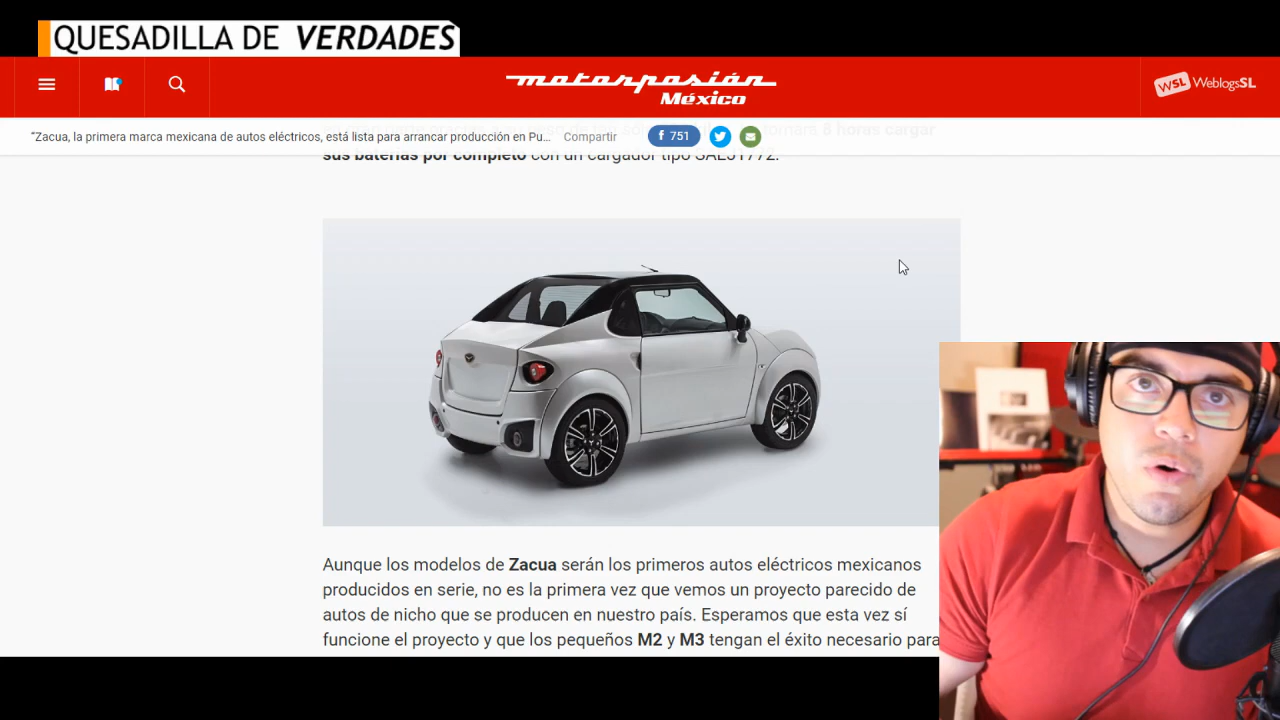 QUESADILLA DE VERDADES
motorpasión
México
WSL WeblogsSL
“Zacua, la primera marca mexicana de autos eléctricos, está lista para arrancar producción en Pu... Compartir f 751
8 horas cargar
sus baterías por completo con un cargador tipo SAEJ1772.
Aunque los modelos de Zacua serán los primeros autos eléctricos mexicanos
producidos en serie, no es la primera vez que vemos un proyecto parecido de
autos de nicho que se producen en nuestro país. Esperamos que esta vez sí
funcione el proyecto y que los pequeños M2 y M3 tengan el éxito necesario para